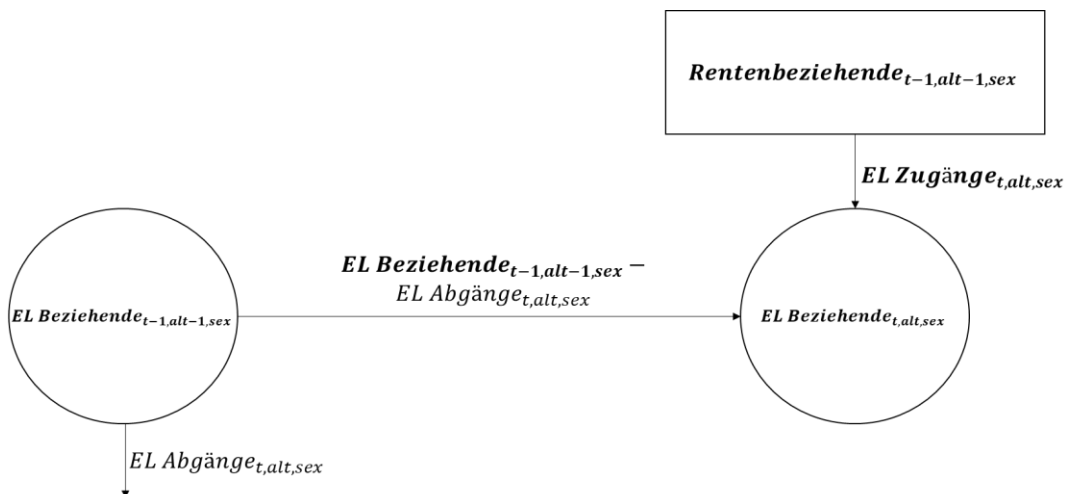 Rentenbeziehende_{t−1,alt−1,sex}
EL Zugänge_{t,alt,sex}
EL Beziehende_{t−1,alt−1,sex} −
EL Abgänge_{t,alt,sex}
EL Beziehende_{t−1,alt−1,sex}
EL Beziehende_{t,alt,sex}
EL Abgänge_{t,alt,sex}